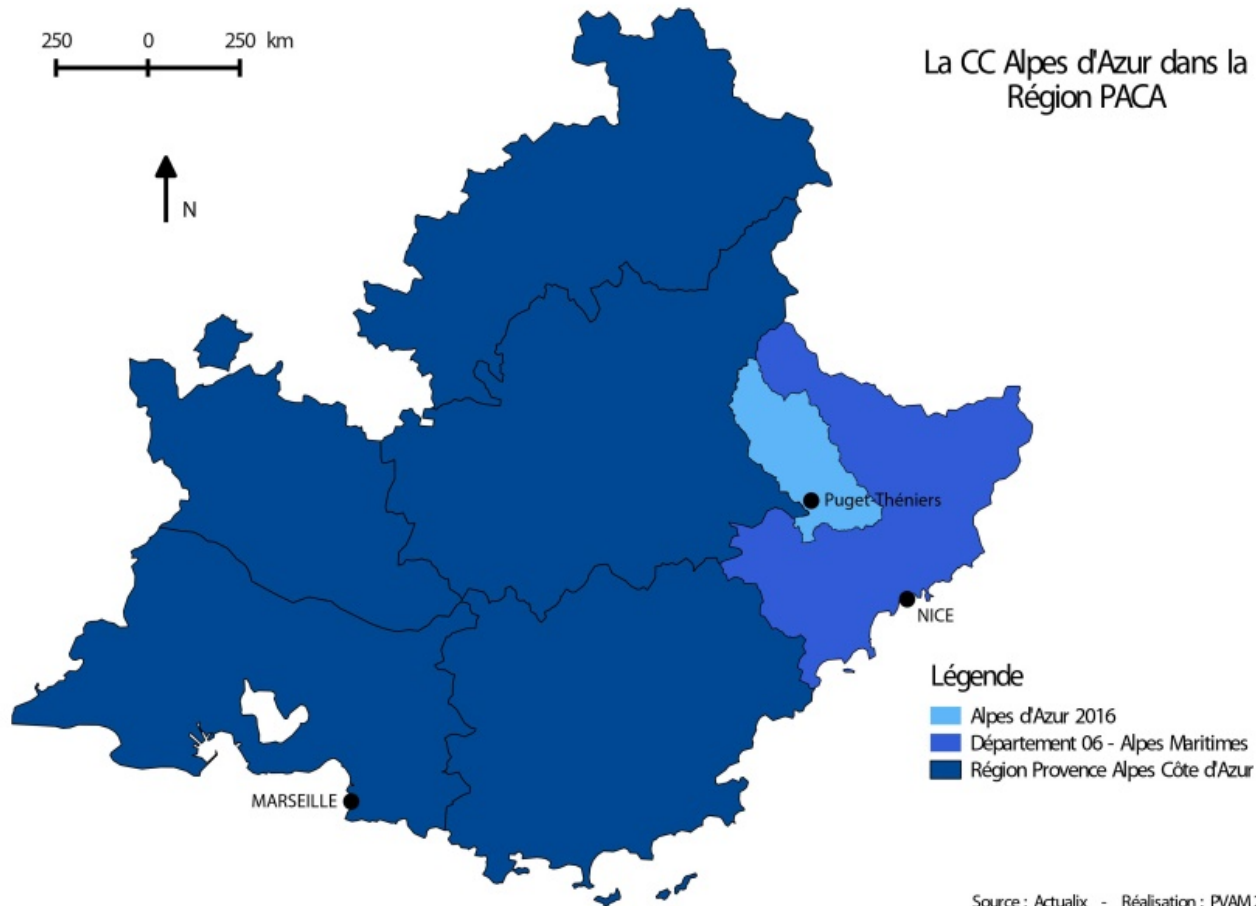 250 0 250 km
La CC Alpes d'Azur dans la
Région PACA
N
Puget-Théniers
NICE
Légende
Alpes d'Azur 2016
Département 06 - Alpes Maritimes
Région Provence Alpes Côte d'Azur
MARSEILLE
Source : Actualix - Réalisation :